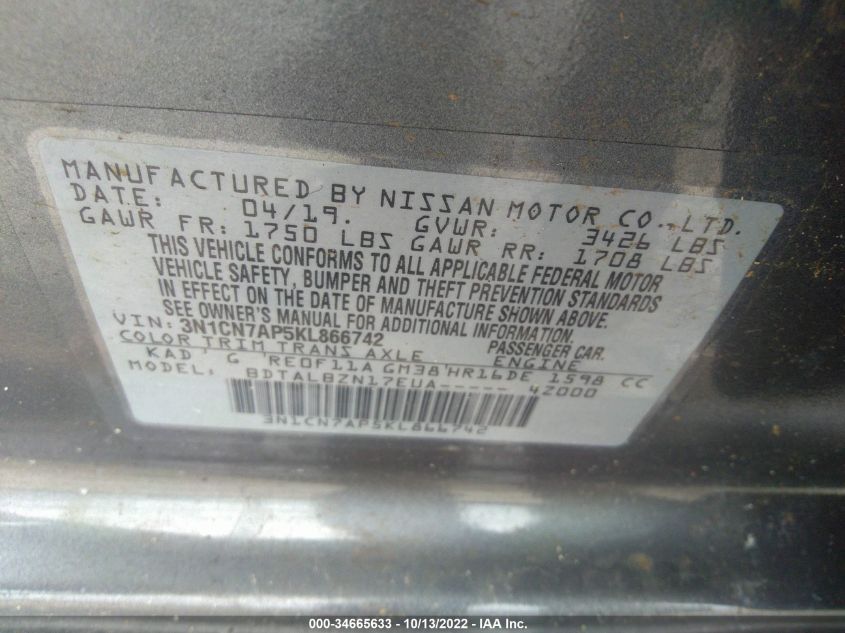 MANUFACTURED BY NISSAN MOTOR CO., LTD.
DATE: 04/19. GVWR: 3426 LBS
GAWR FR: 1750 LBS GAWR RR: 1708 LBS
THIS VEHICLE CONFORMS TO ALL APPLICABLE FEDERAL MOTOR
VEHICLE SAFETY, BUMPER AND THEFT PREVENTION STANDARDS
IN EFFECT ON THE DATE OF MANUFACTURE SHOWN ABOVE.
SEE OWNER'S MANUAL FOR ADDITIONAL INFORMATION.
VIN: 3N1CN7AP5KL866742 PASSENGER CAR.
COLOR TRIM TRANS AXLE ENGINE
KAD G RE0F11A GM38 HR16DE 1598 CC
MODEL: BDTALBZN17EUA----- 42000
3N1CN7AP5KL866742
000-34665633 - 10/13/2022 - IAA Inc.